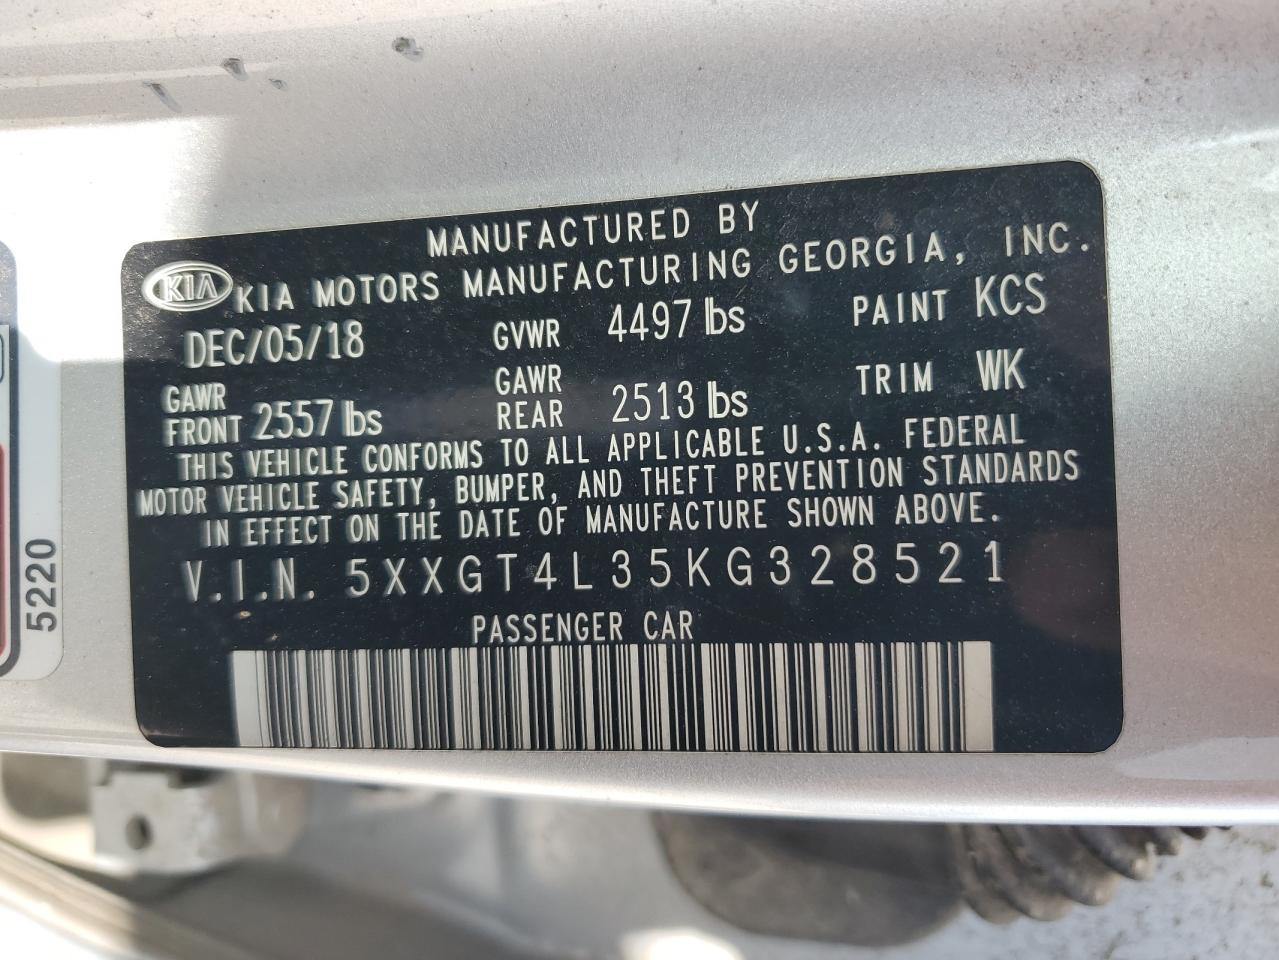 MANUFACTURED BY
KIA KIA MOTORS MANUFACTURING GEORGIA, INC.
DEC/05/18 GVWR 4497 lbs PAINT KCS
GAWR FRONT 2557 lbs GAWR REAR 2513 lbs TRIM WK
THIS VEHICLE CONFORMS TO ALL APPLICABLE U.S.A. FEDERAL
MOTOR VEHICLE SAFETY, BUMPER, AND THEFT PREVENTION STANDARDS
IN EFFECT ON THE DATE OF MANUFACTURE SHOWN ABOVE.
V.I.N. 5XXGT4L35KG328521
PASSENGER CAR
5220